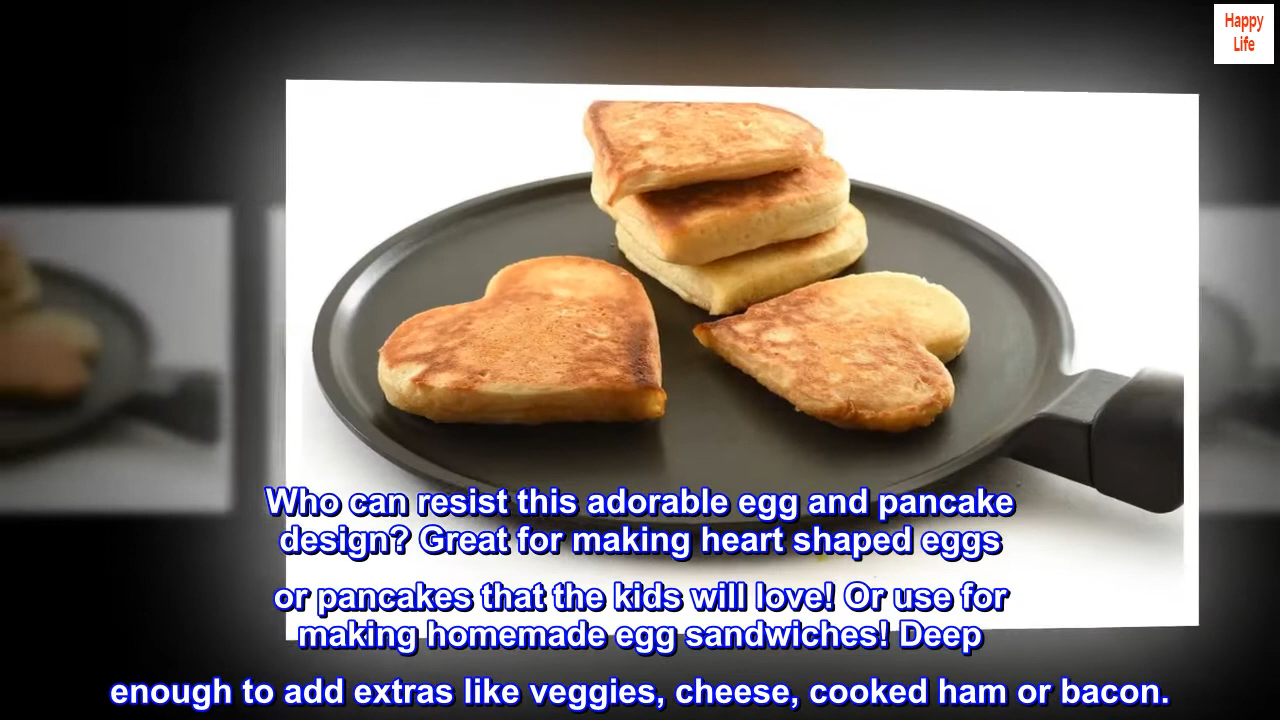 Happy
Life
Who can resist this adorable egg and pancake
design? Great for making heart shaped eggs
or pancakes that the kids will love! Or use for
making homemade egg sandwiches! Deep
enough to add extras like veggies, cheese, cooked ham or bacon.